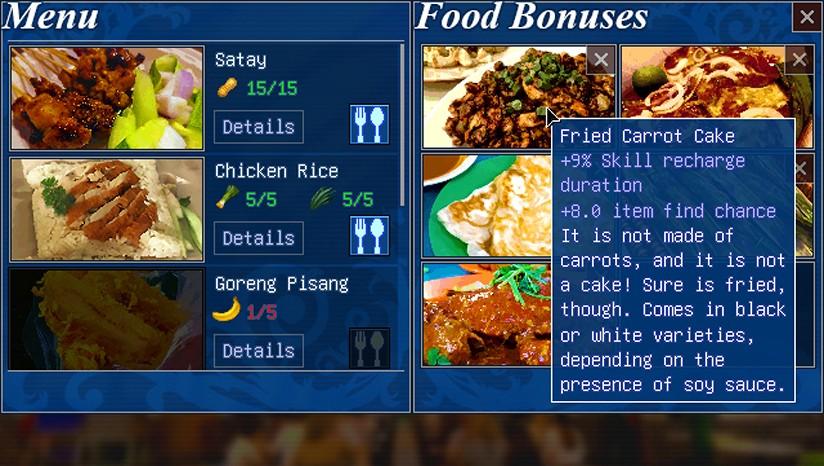 Menu
Food Bonuses
Satay
15/15
Details
Chicken Rice
5/5 5/5
Details
Goreng Pisang
1/5
Details
Fried Carrot Cake
+9% Skill recharge
duration
+8.0 item find chance
It is not made of
carrots, and it is not
a cake! Sure is fried,
though. Comes in black
or white varieties,
depending on the
presence of soy sauce.